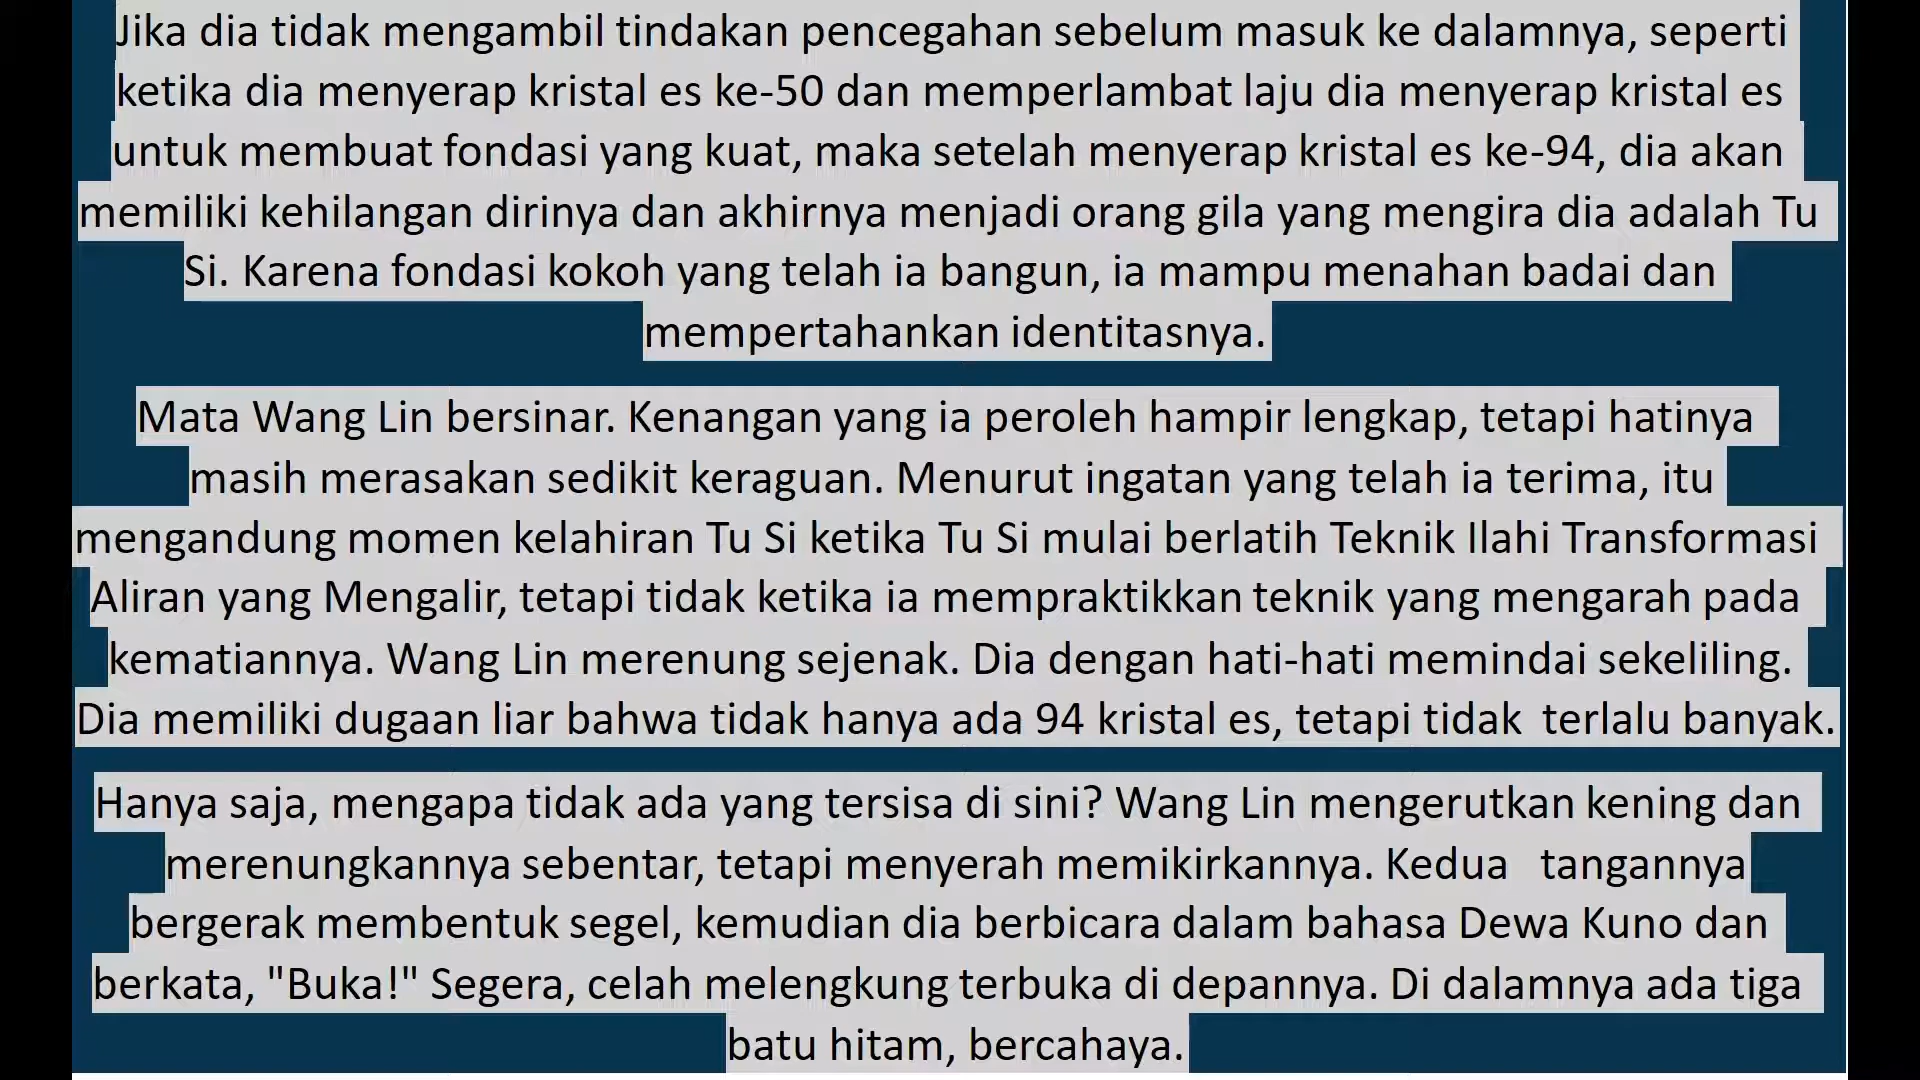 Jika dia tidak mengambil tindakan pencegahan sebelum masuk ke dalamnya, seperti
ketika dia menyerap kristal es ke-50 dan memperlambat laju dia menyerap kristal es
untuk membuat fondasi yang kuat, maka setelah menyerap kristal es ke-94, dia akan
memiliki kehilangan dirinya dan akhirnya menjadi orang gila yang mengira dia adalah Tu
Si. Karena fondasi kokoh yang telah ia bangun, ia mampu menahan badai dan
mempertahankan identitasnya.
Mata Wang Lin bersinar. Kenangan yang ia peroleh hampir lengkap, tetapi hatinya
masih merasakan sedikit keraguan. Menurut ingatan yang telah ia terima, itu
mengandung momen kelahiran Tu Si ketika Tu Si mulai berlatih Teknik Ilahi Transformasi
Aliran yang Mengalir, tetapi tidak ketika ia mempraktikkan teknik yang mengarah pada
kematiannya. Wang Lin merenung sejenak. Dia dengan hati-hati memindai sekeliling.
Dia memiliki dugaan liar bahwa tidak hanya ada 94 kristal es, tetapi tidak terlalu banyak.
Hanya saja, mengapa tidak ada yang tersisa di sini? Wang Lin mengerutkan kening dan
merenungkannya sebentar, tetapi menyerah memikirkannya. Kedua tangannya
bergerak membentuk segel, kemudian dia berbicara dalam bahasa Dewa Kuno dan
berkata, "Buka!" Segera, celah melengkung terbuka di depannya. Di dalamnya ada tiga
batu hitam, bercahaya.